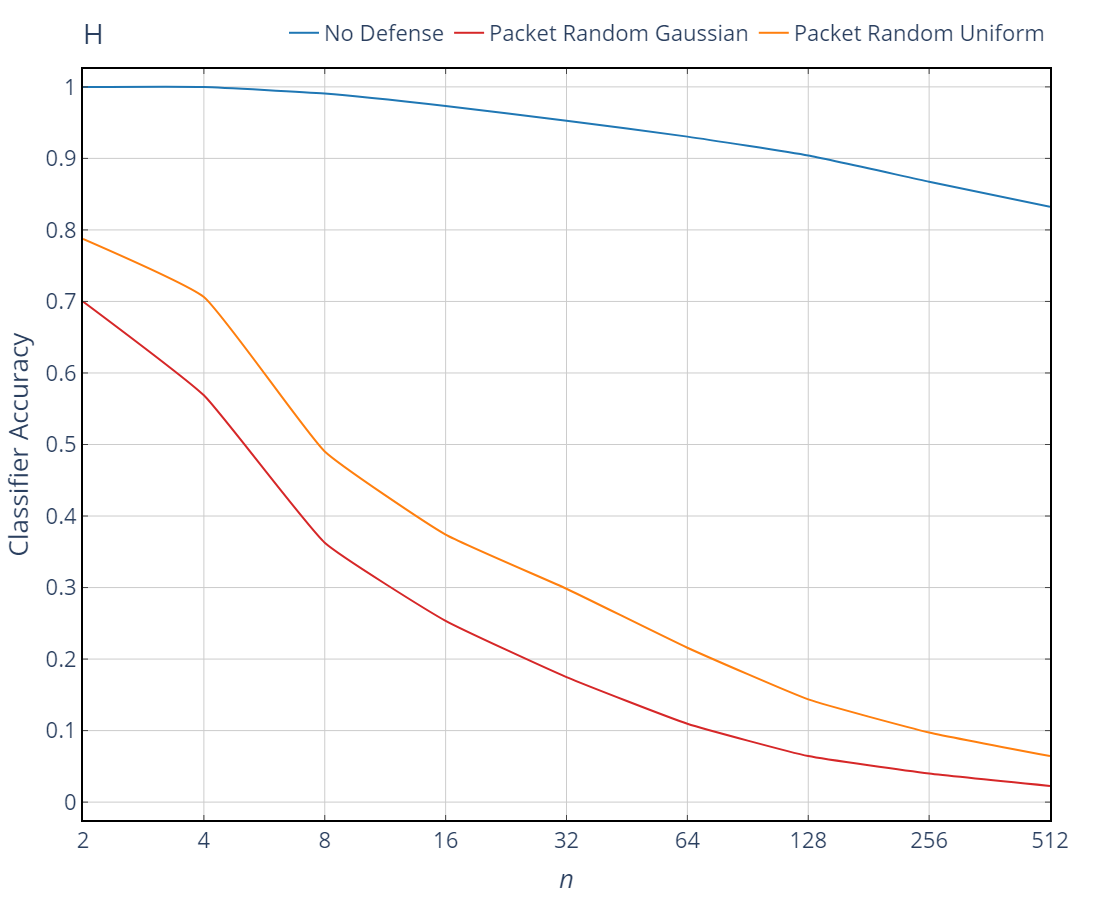 H
No Defense Packet Random Gaussian Packet Random Uniform
Classifier Accuracy
1
0.9
0.8
0.7
0.6
0.5
0.4
0.3
0.2
0.1
0
2 4 8 16 32 64 128 256 512
n